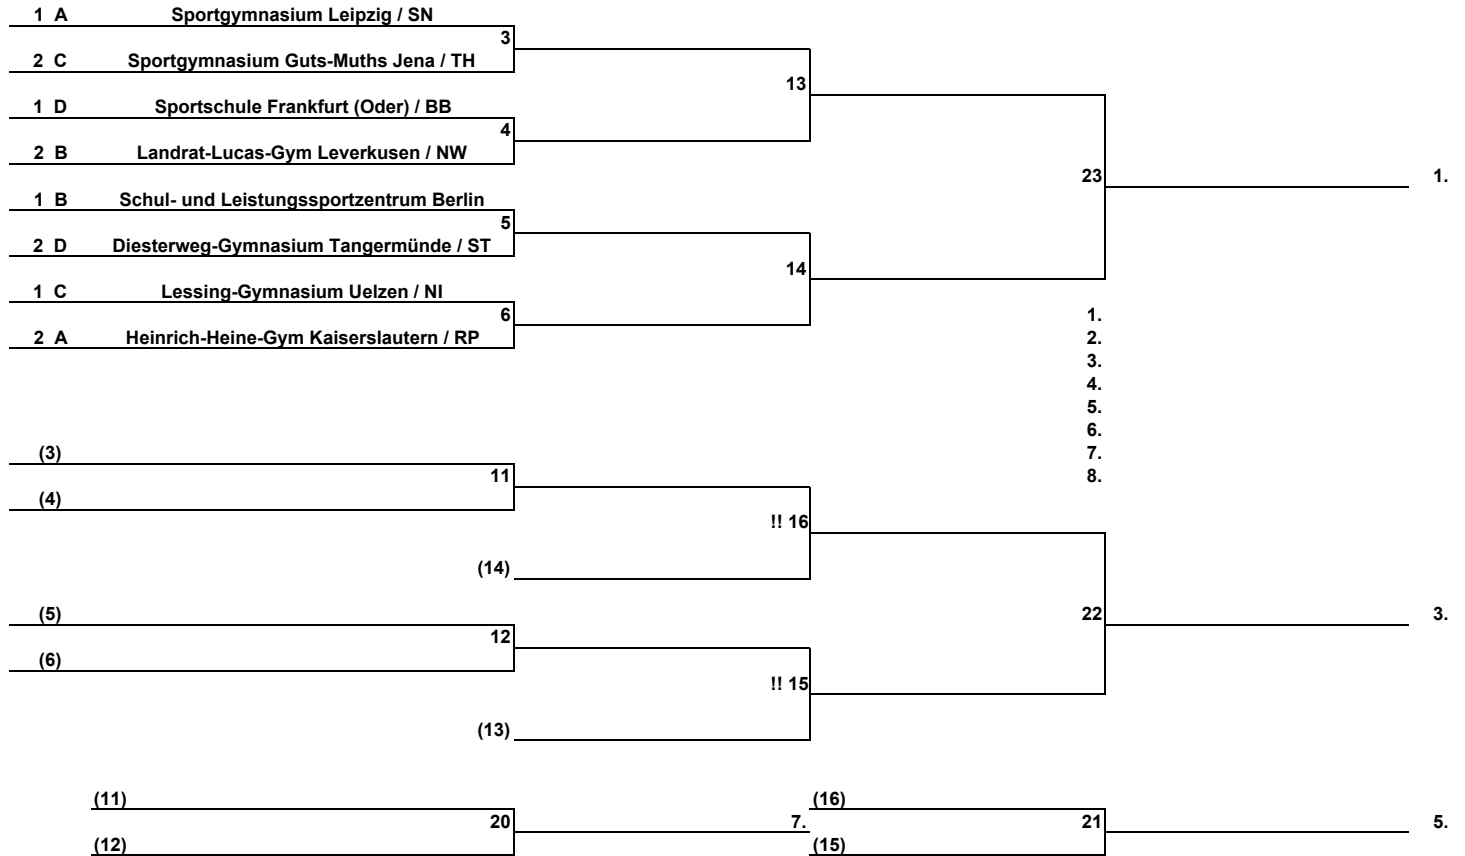 1 A Sportgymnasium Leipzig / SN
3
2 C Sportgymnasium Guts-Muths Jena / TH
13
1 D Sportschule Frankfurt (Oder) / BB
4
2 B Landrat-Lucas-Gym Leverkusen / NW
23 1.
1 B Schul- und Leistungssportzentrum Berlin
5
2 D Diesterweg-Gymnasium Tangermünde / ST
14
1 C Lessing-Gymnasium Uelzen / NI
6 1.
2 A Heinrich-Heine-Gym Kaiserslautern / RP 2.
3.
4.
5.
6.
(3) 7.
11 8.
(4)
!! 16
(14)
(5) 22 3.
12
(6)
!! 15
(13)
(11) (16)
20 7. 21 5.
(12) (15)